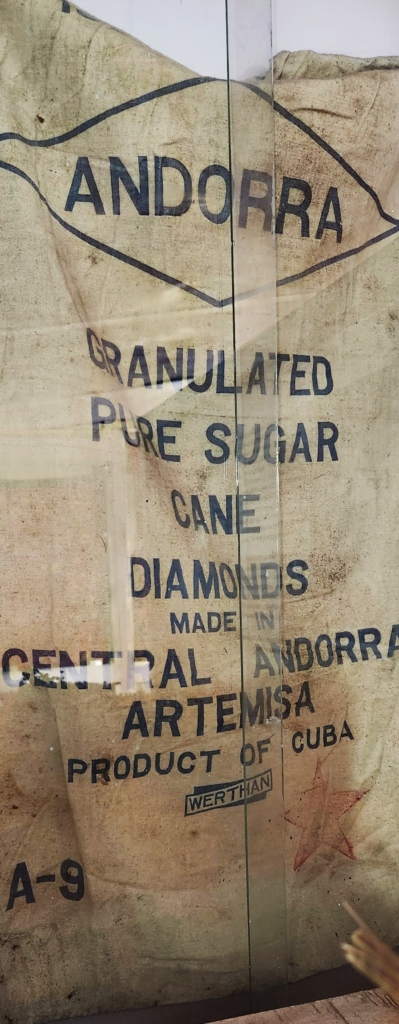 ANDORRA
GRANULATED
PURE SUGAR
CANE
DIAMONDS
MADE IN
CENTRAL ANDORRA
ARTEMISA
PRODUCT OF CUBA
WERTHAN
A-9